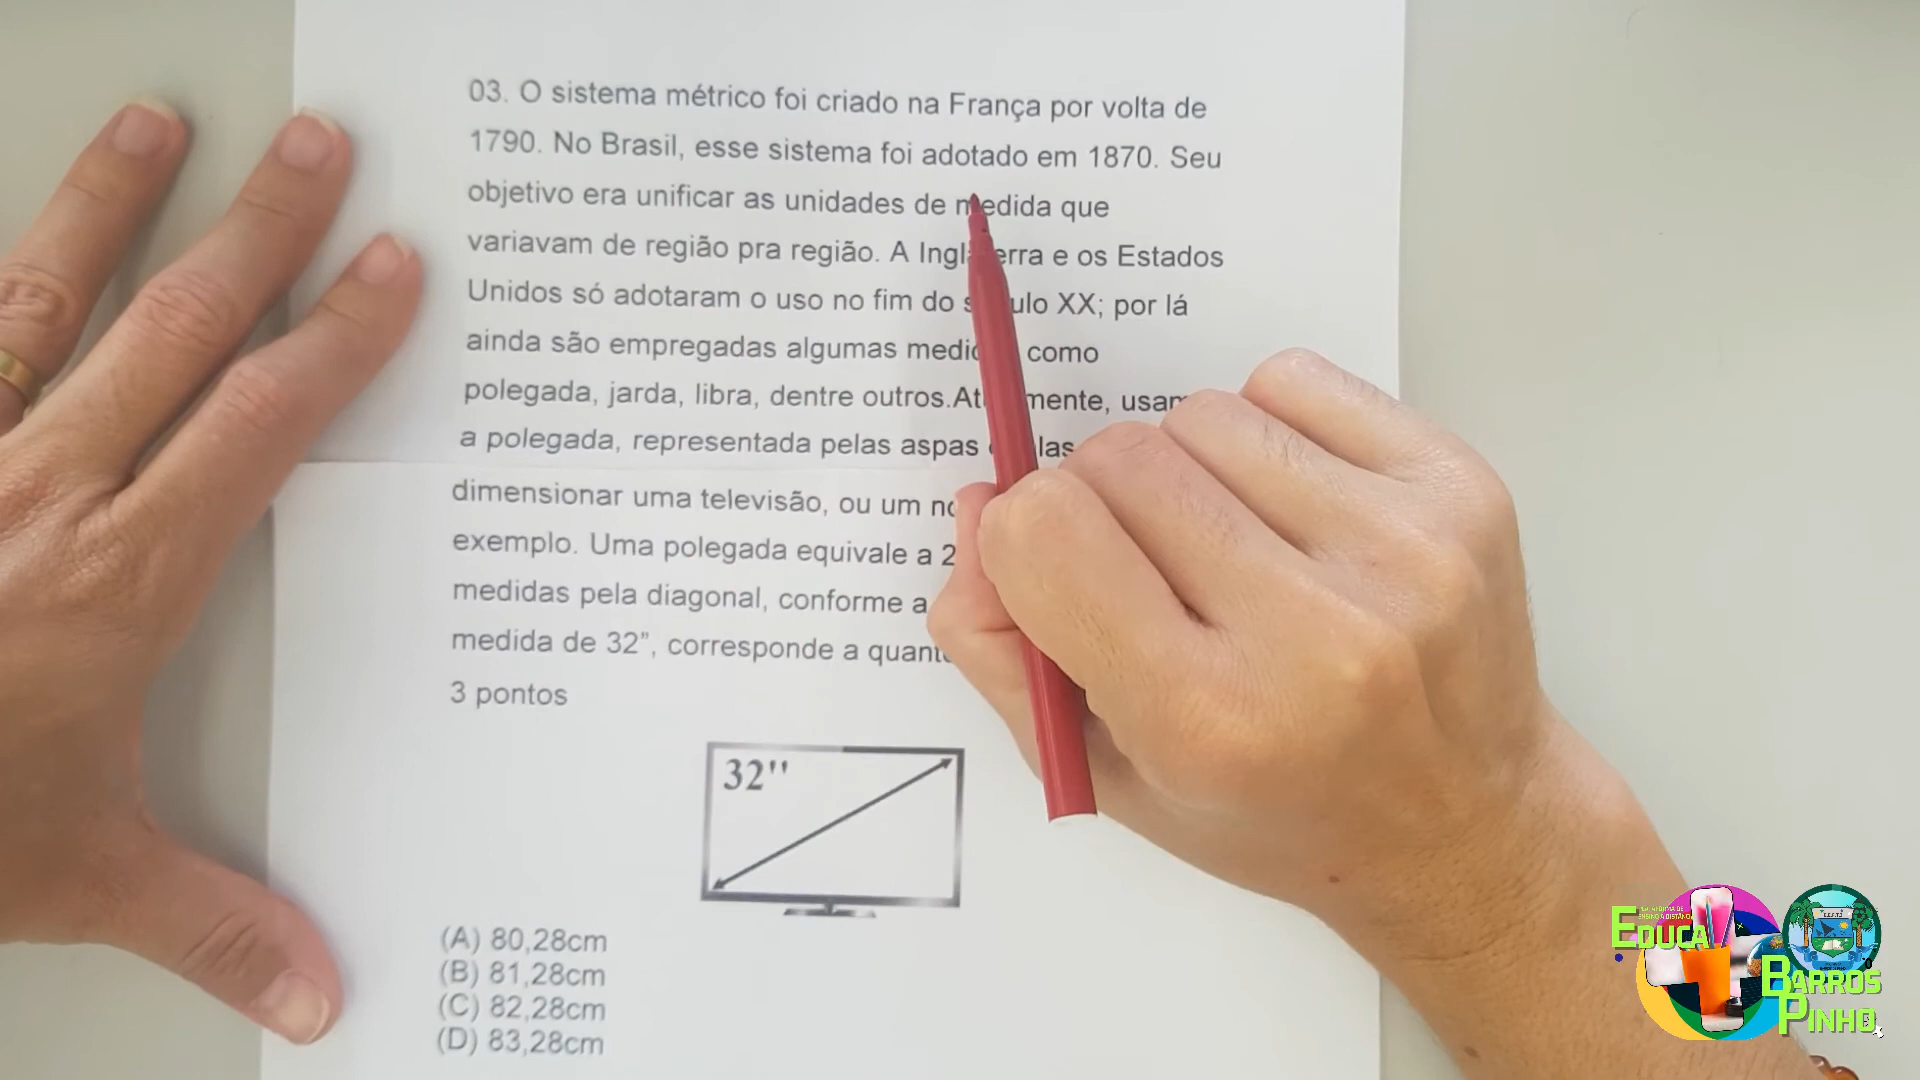 03. O sistema métrico foi criado na França por volta de
1790. No Brasil, esse sistema foi adotado em 1870. Seu
objetivo era unificar as unidades de medida que
variavam de região pra região. A Inglaterra e os Estados
Unidos só adotaram o uso no fim do século XX; por lá
ainda são empregadas algumas como
polegada, jarda, libra, dentre outros.
a polegada, representada pelas aspas
dimensionar uma televisão, ou um
exemplo. Uma polegada equivale a
medidas pela diagonal, conforme a
medida de 32”, corresponde a
3 pontos
32"
(A) 80,28cm
(B) 81,28cm
(C) 82,28cm
(D) 83,28cm
EDUCA
BARROS
PINHO